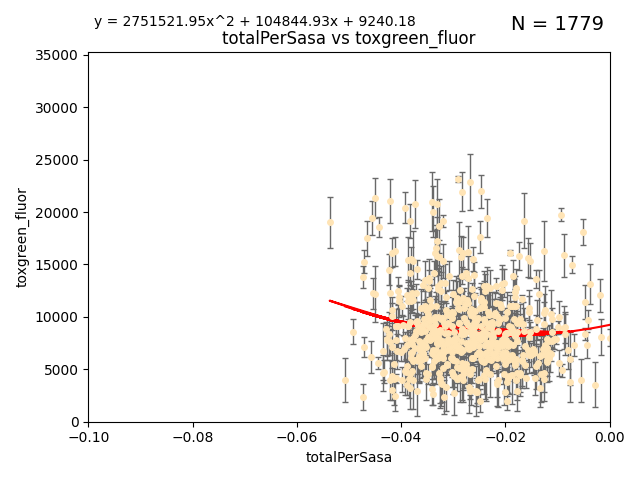 y = 2751521.95x^2 + 104844.93x + 9240.18
N = 1779
totalPerSasa vs toxgreen_fluor
35000
30000
25000
20000
15000
10000
5000
0
toxgreen_fluor
−0.10
−0.08
−0.06
−0.04
−0.02
0.00
totalPerSasa